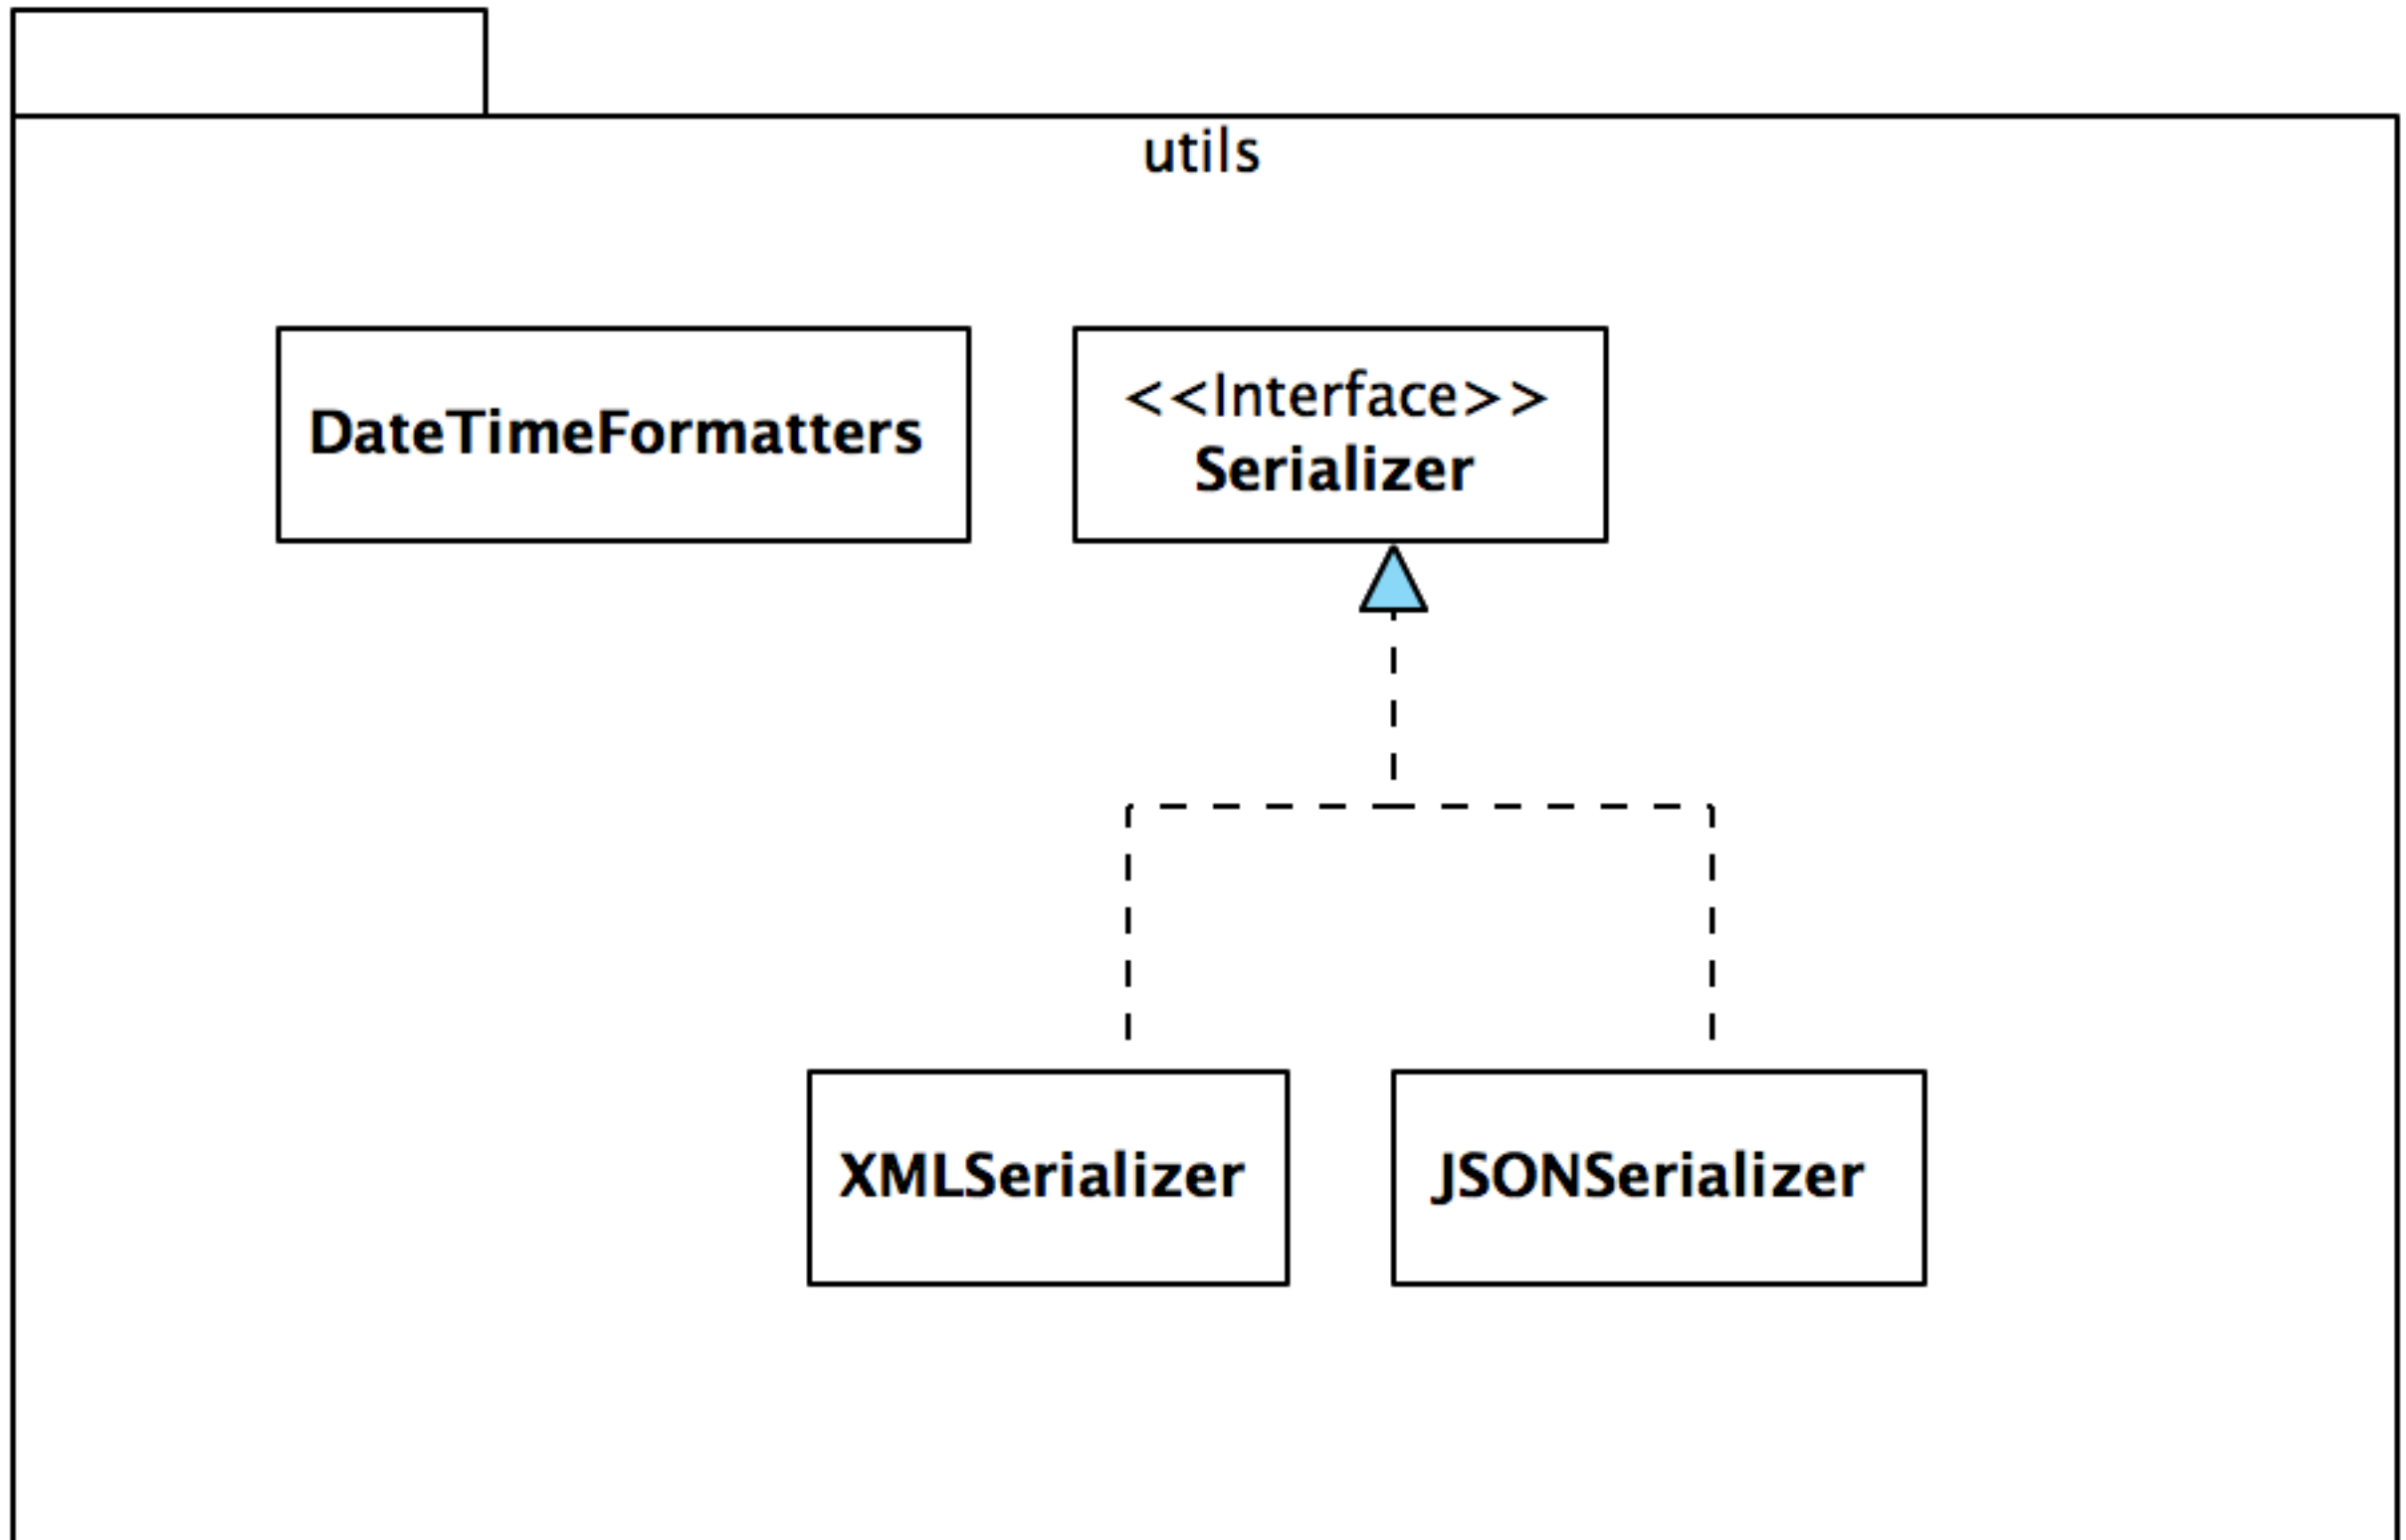 utils
DateTimeFormatters
<<Interface>>
Serializer
XMLSerializer
JSONSerializer